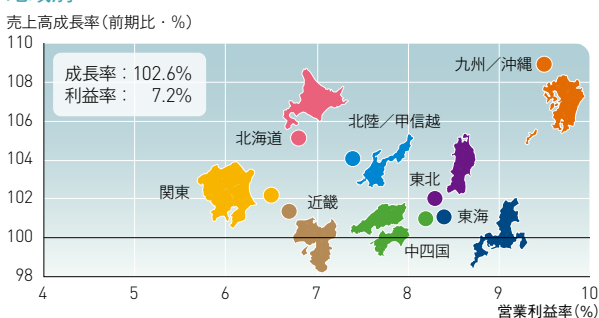 売上高成長率(前期比・%)
110
108
106
104
102
100
98
成長率：102.6%
利益率： 7.2%
九州／沖縄
北海道
北陸／甲信越
関東
東北
近畿
東海
中四国
4 5 6 7 8 9 10
営業利益率(%)